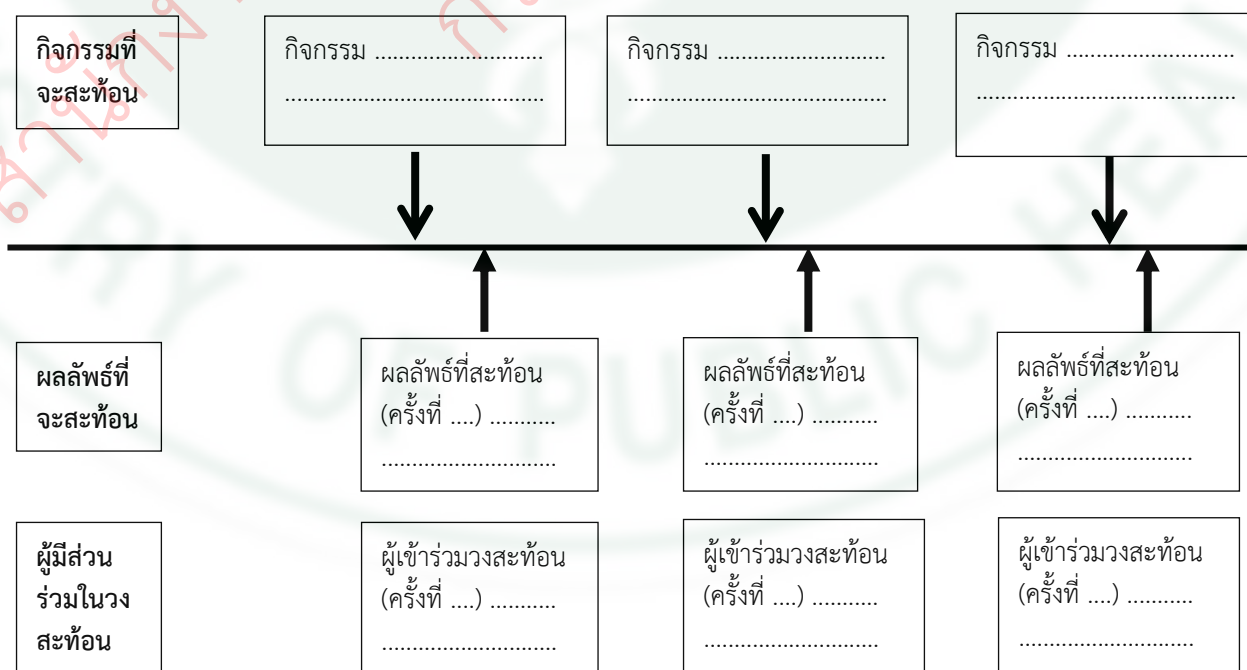 กิจกรรมที่
จะสะท้อน
กิจกรรม ............................
...........................................
กิจกรรม ............................
...........................................
กิจกรรม ............................
...........................................
ผลลัพธ์ที่
จะสะท้อน
ผลลัพธ์ที่สะท้อน
(ครั้งที่ ....) ...........
.............................
ผลลัพธ์ที่สะท้อน
(ครั้งที่ ....) ...........
.............................
ผลลัพธ์ที่สะท้อน
(ครั้งที่ ....) ...........
.............................
ผู้มีส่วน
ร่วมในวง
สะท้อน
ผู้เข้าร่วมวงสะท้อน
(ครั้งที่ ....) ...........
.............................
ผู้เข้าร่วมวงสะท้อน
(ครั้งที่ ....) ...........
.............................
ผู้เข้าร่วมวงสะท้อน
(ครั้งที่ ....) ...........
.............................
OF PUBLIC